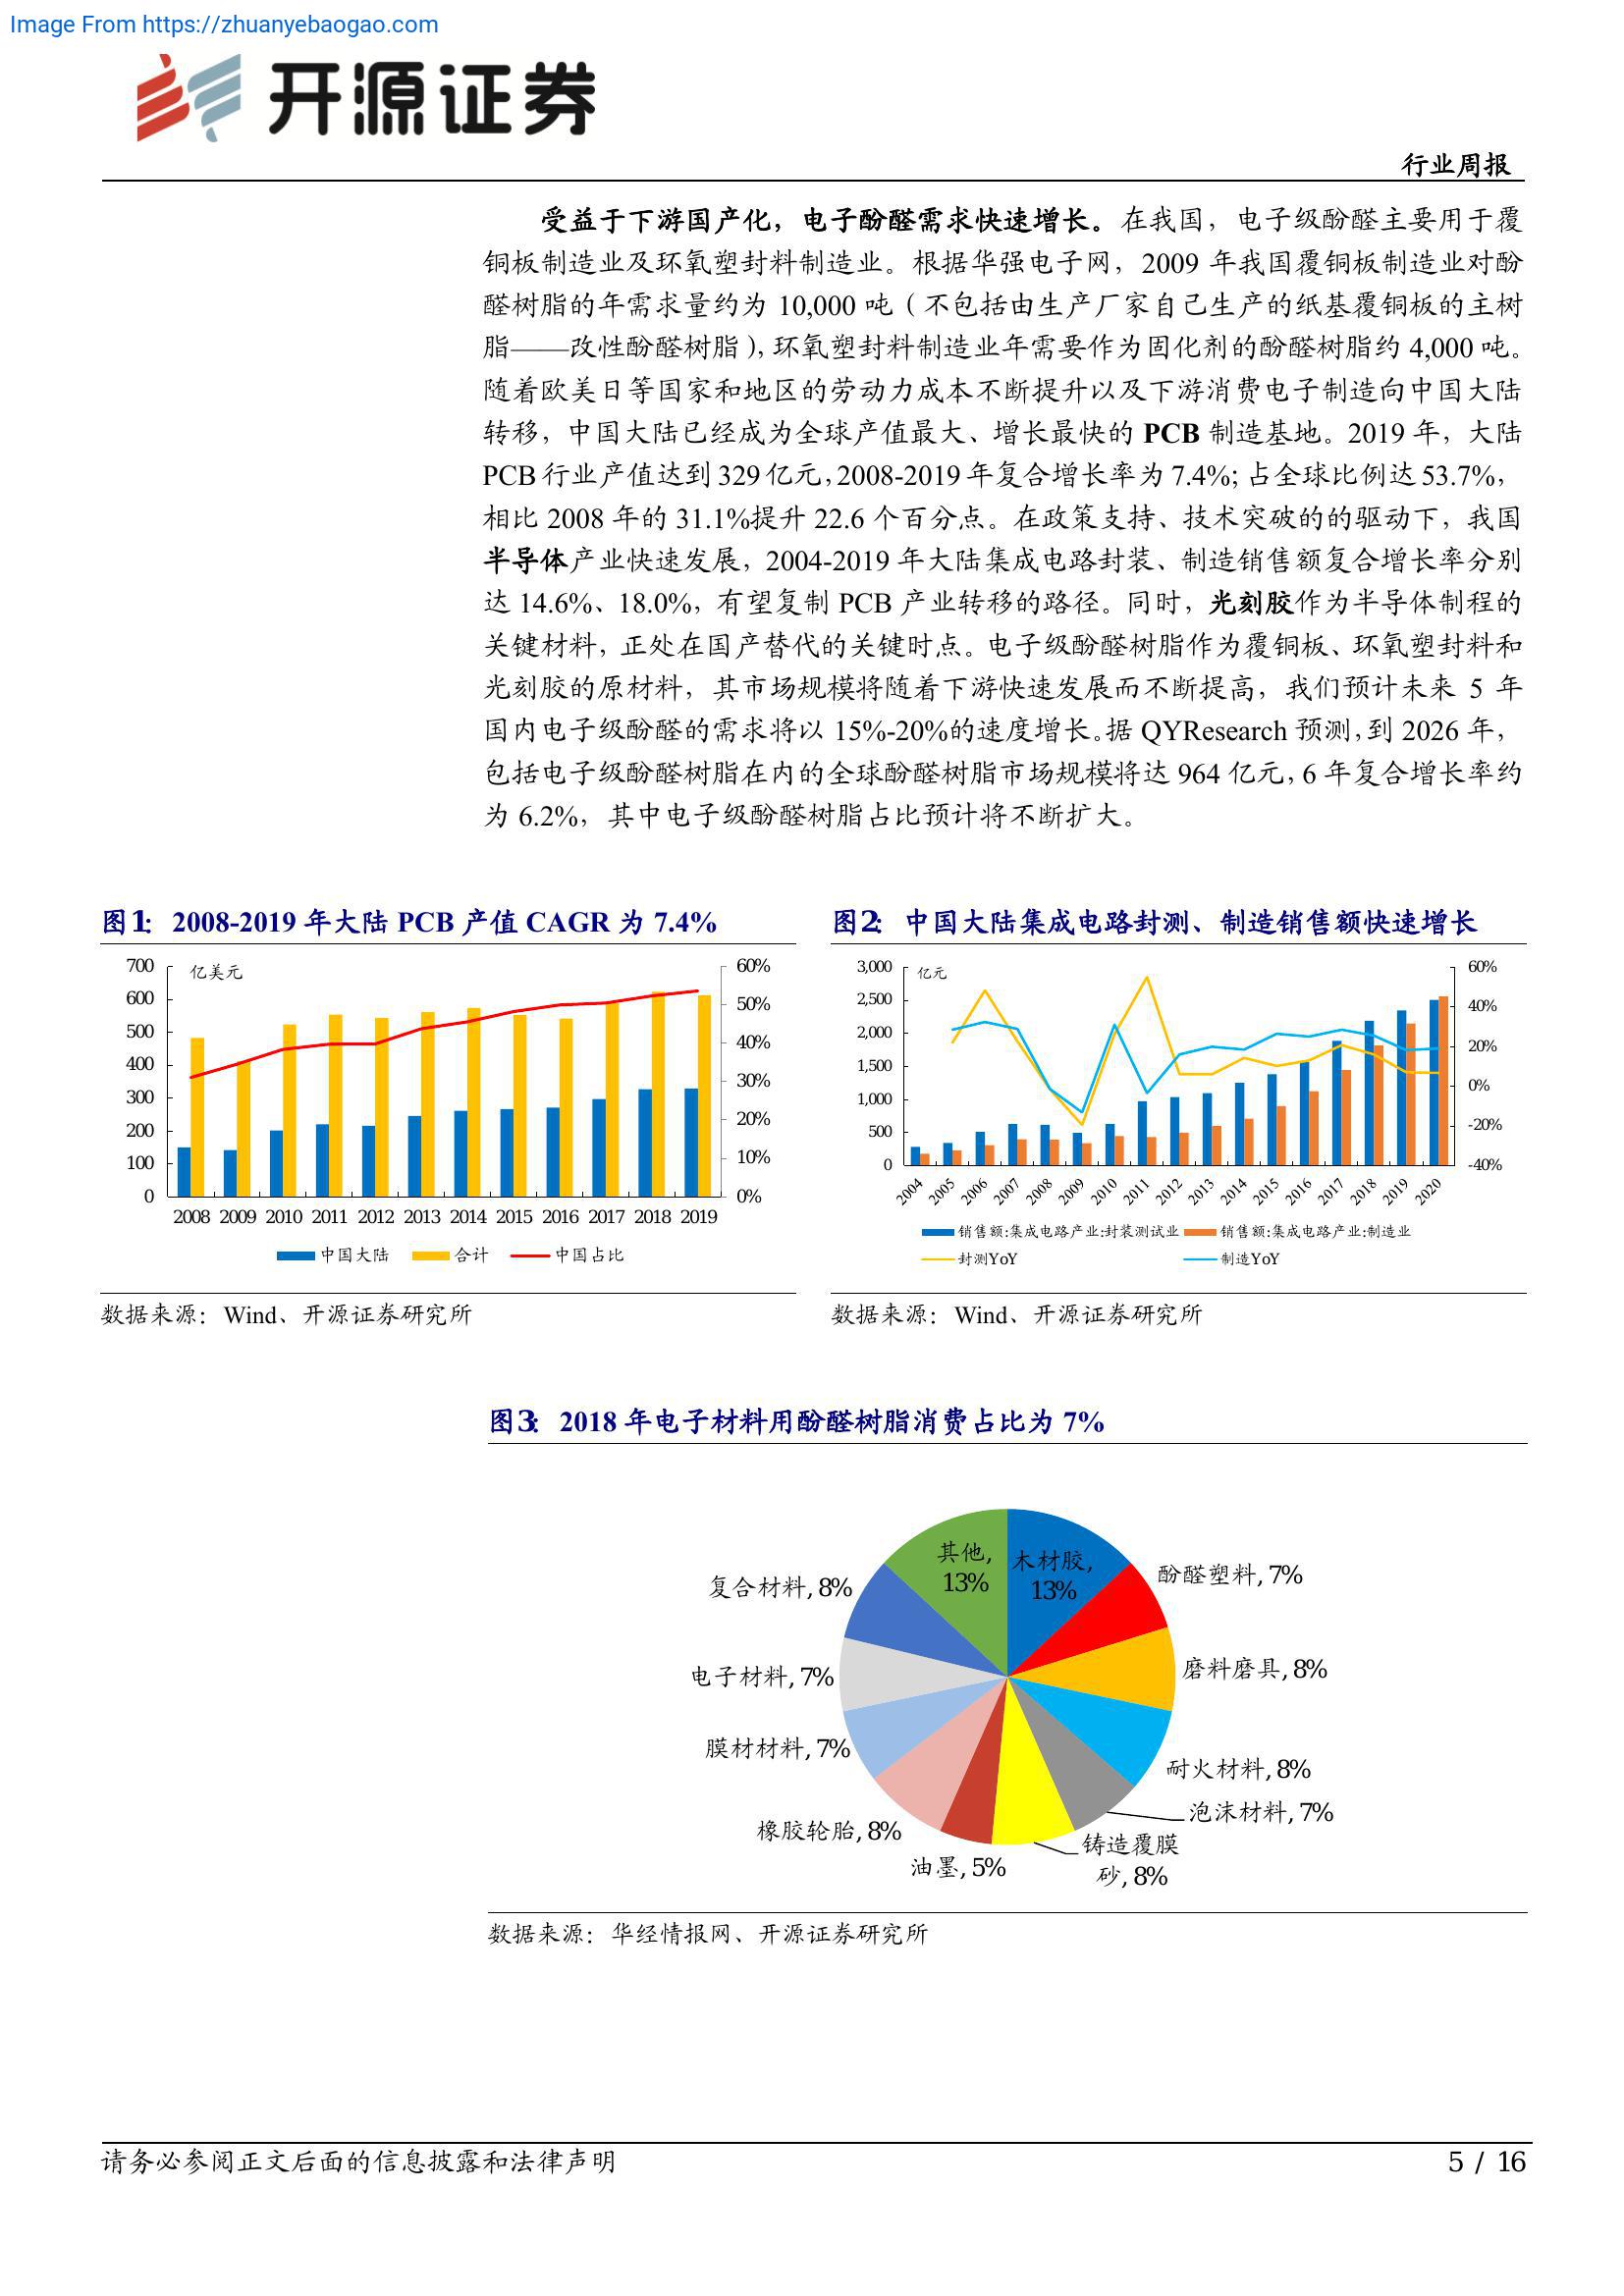 Image From https://zhuanyebaogao.com
开源证券
行业周报
受益于下游国产化，电子酚醛需求快速增长。在我国，电子级酚醛主要用于覆
铜板制造业及环氧塑封料制造业。根据华强电子网，2009 年我国覆铜板制造业对酚
醛树脂的年需求量约为 10,000 吨（不包括由生产厂家自己生产的纸基覆铜板的主树
脂——改性酚醛树脂），环氧塑封料制造业年需要作为固化剂的酚醛树脂约 4,000 吨。
随着欧美日等国家和地区的劳动力成本不断提升以及下游消费电子制造向中国大陆
转移，中国大陆已经成为全球产值最大、增长最快的 PCB 制造基地。2019 年，大陆
PCB 行业产值达到 329 亿元，2008-2019 年复合增长率为 7.4%；占全球比例达 53.7%，
相比 2008 年的 31.1%提升 22.6 个百分点。在政策支持、技术突破的的驱动下，我国
半导体产业快速发展，2004-2019 年大陆集成电路封装、制造销售额复合增长率分别
达 14.6%、18.0%，有望复制 PCB 产业转移的路径。同时，光刻胶作为半导体制程的
关键材料，正处在国产替代的关键时点。电子级酚醛树脂作为覆铜板、环氧塑封料和
光刻胶的原材料，其市场规模将随着下游快速发展而不断提高，我们预计未来 5 年
国内电子级酚醛的需求将以 15%-20%的速度增长。据 QYResearch 预测，到 2026 年，
包括电子级酚醛树脂在内的全球酚醛树脂市场规模将达 964 亿元，6 年复合增长率约
为 6.2%，其中电子级酚醛树脂占比预计将不断扩大。
图1： 2008-2019 年大陆 PCB 产值 CAGR 为 7.4%
亿美元
700
600
500
400
300
200
100
0
60%
50%
40%
30%
20%
10%
0%
2008 2009 2010 2011 2012 2013 2014 2015 2016 2017 2018 2019
中国大陆 合计 中国占比
数据来源：Wind、开源证券研究所
图2： 中国大陆集成电路封测、制造销售额快速增长
亿元
3,000
2,500
2,000
1,500
1,000
500
0
60%
40%
20%
0%
-20%
-40%
2004 2005 2006 2007 2008 2009 2010 2011 2012 2013 2014 2015 2016 2017 2018 2019 2020
销售额:集成电路产业:封装测试业 销售额:集成电路产业:制造业
封测YoY 制造YoY
数据来源：Wind、开源证券研究所
图3： 2018 年电子材料用酚醛树脂消费占比为 7%
木材胶,
13%
酚醛塑料, 7%
磨料磨具, 8%
耐火材料, 8%
泡沫材料, 7%
铸造覆膜
砂, 8%
油墨, 5%
橡胶轮胎, 8%
膜材材料, 7%
电子材料, 7%
复合材料, 8%
其他,
13%
数据来源：华经情报网、开源证券研究所
请务必参阅正文后面的信息披露和法律声明
5 / 16